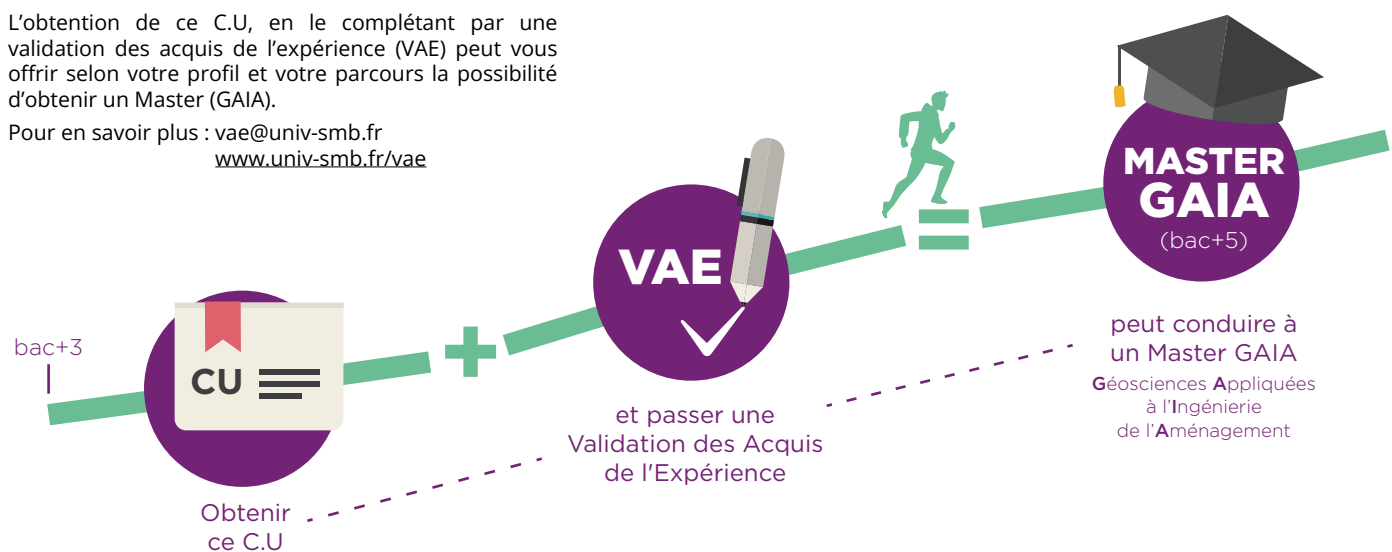 L'obtention de ce C.U, en le complétant par une
validation des acquis de l'expérience (VAE) peut vous
offrir selon votre profil et votre parcours la possibilité
d'obtenir un Master (GAIA).
Pour en savoir plus : vae@univ-smb.fr
www.univ-smb.fr/vae
bac+3
CU
Obtenir
ce C.U
VAE
et passer une
Validation des Acquis
de l'Expérience
MASTER
GAIA
(bac+5)
peut conduire à
un Master GAIA
Géosciences Appliquées
à l'Ingénierie
de l'Aménagement